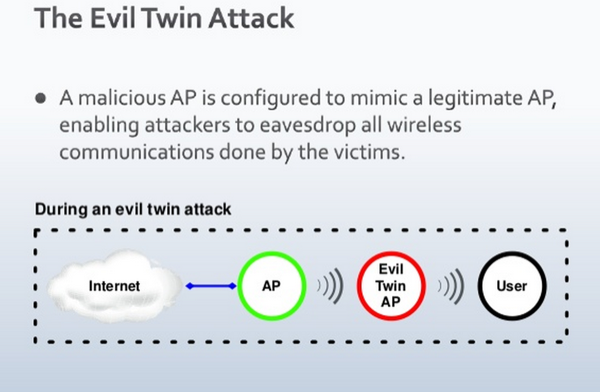 The Evil Twin Attack
● A malicious AP is configured to mimic a legitimate AP,
enabling attackers to eavesdrop all wireless
communications done by the victims.
During an evil twin attack
Internet
AP
Evil
Twin
AP
User